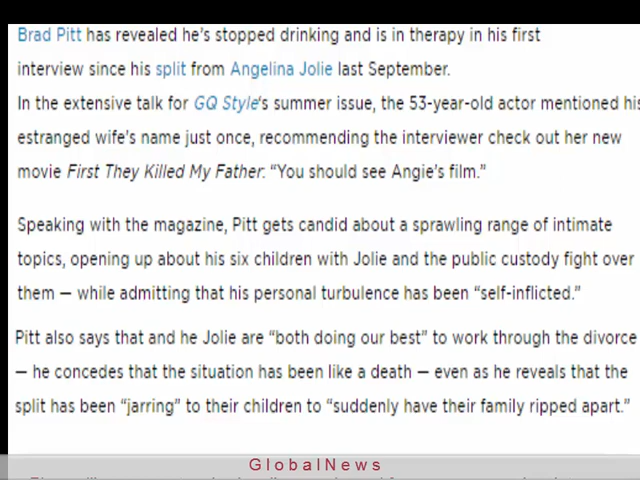 Brad Pitt has revealed he's stopped drinking and is in therapy in his first
interview since his split from Angelina Jolie last September.
In the extensive talk for GQ Style's summer issue, the 53-year-old actor mentioned his
estranged wife's name just once, recommending the interviewer check out her new
movie First They Killed My Father. “You should see Angie's film.”
Speaking with the magazine, Pitt gets candid about a sprawling range of intimate
topics, opening up about his six children with Jolie and the public custody fight over
them — while admitting that his personal turbulence has been “self-inflicted.”
Pitt also says that and he Jolie are “both doing our best” to work through the divorce
— he concedes that the situation has been like a death — even as he reveals that the
split has been “jarring” to their children to “suddenly have their family ripped apart.”
GlobalNews